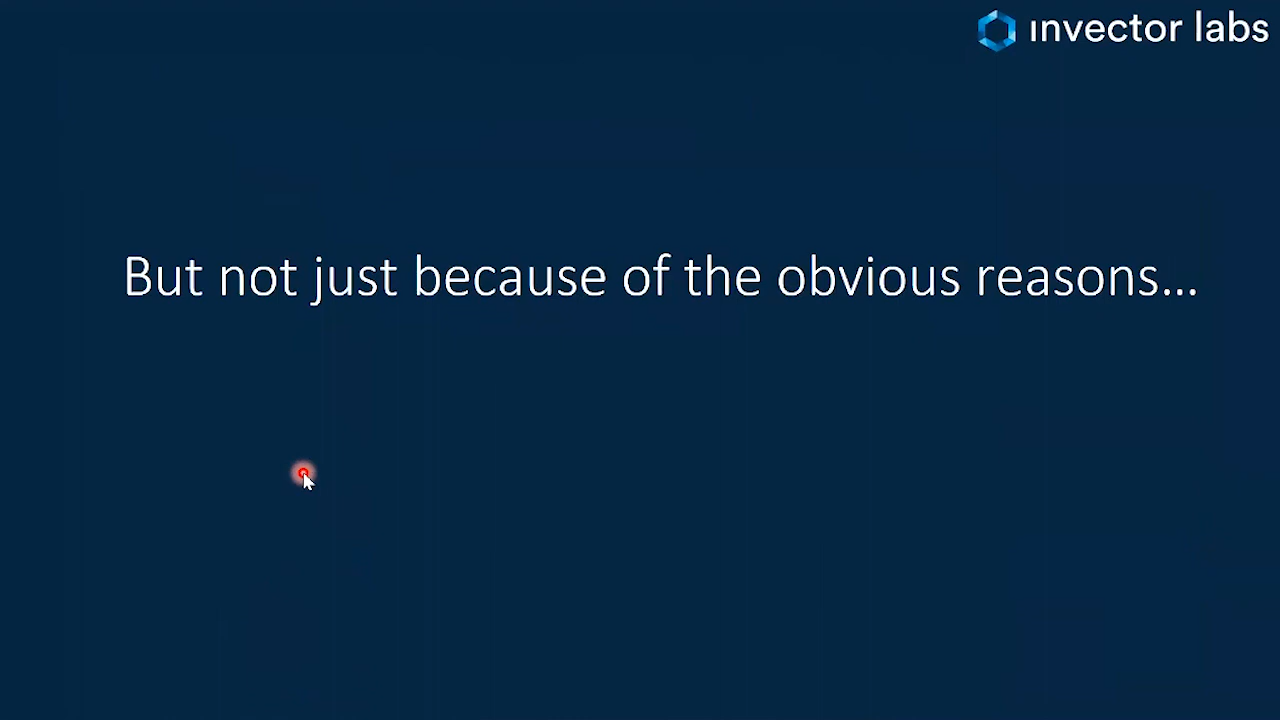 invector labs
But not just because of the obvious reasons...